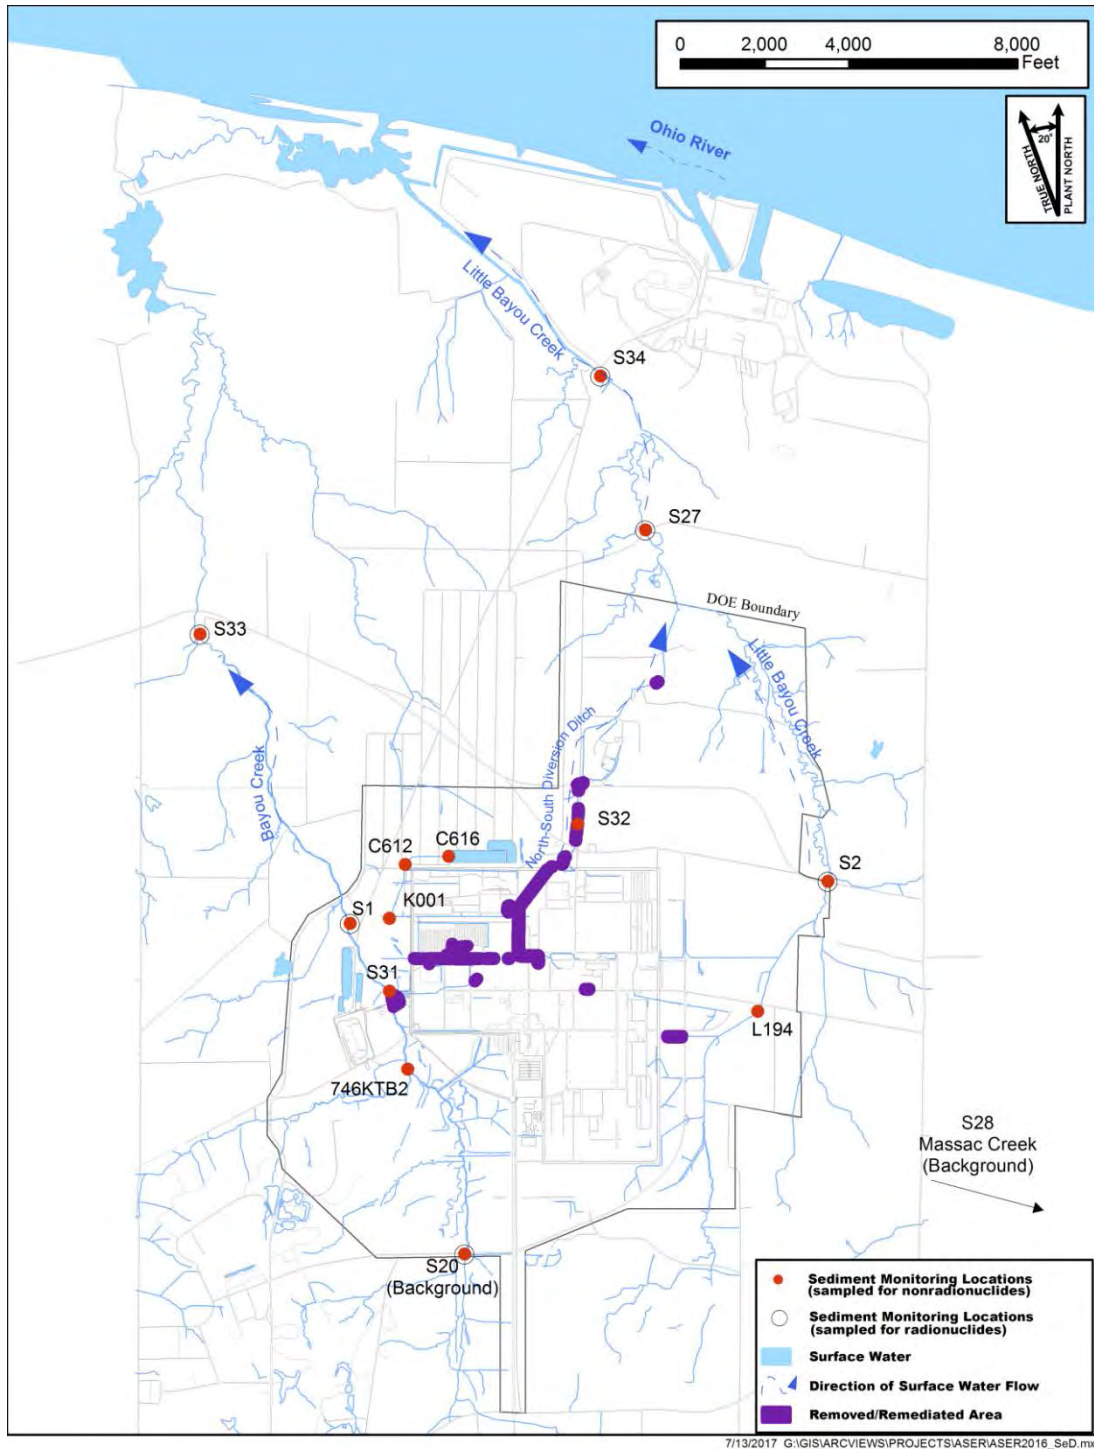 0 2,000 4,000 8,000
Feet
TRUE NORTH
20°
PLANT NORTH
Ohio River
Little Bayou Creek
S34
S27
DOE Boundary
S33
Little Bayou Creek
North-South Diversion Ditch
Bayou Creek
S32
C616
C612
S2
K001
S1
S31
L194
746KTB2
S28
Massac Creek
(Background)
S20
(Background)
Sediment Monitoring Locations
(sampled for nonradionuclides)
Sediment Monitoring Locations
(sampled for radionuclides)
Surface Water
Direction of Surface Water Flow
Removed/Remediated Area
7/13/2017 G:\GIS\ARCVIEWS\PROJECTS\ASER\ASER2016_SeD.mx